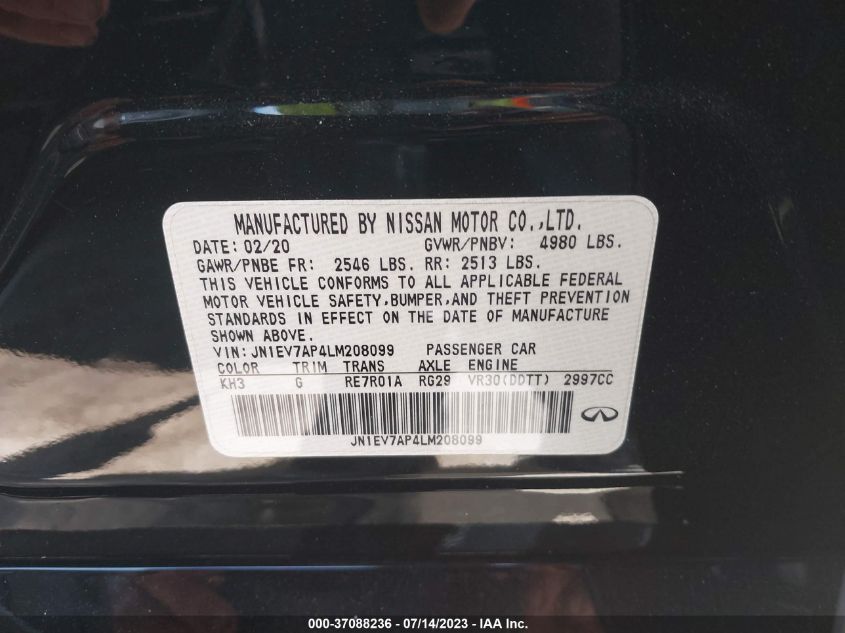 MANUFACTURED BY NISSAN MOTOR CO.,LTD.
DATE: 02/20 GVWR/PNBV: 4980 LBS.
GAWR/PNBE FR: 2546 LBS. RR: 2513 LBS.
THIS VEHICLE CONFORMS TO ALL APPLICABLE FEDERAL
MOTOR VEHICLE SAFETY,BUMPER,AND THEFT PREVENTION
STANDARDS IN EFFECT ON THE DATE OF MANUFACTURE
SHOWN ABOVE.
VIN: JN1EV7AP4LM208099 PASSENGER CAR
COLOR TRIM TRANS AXLE ENGINE
KH3 G RE7R01A RG29 VR30(DDTT) 2997CC
JN1EV7AP4LM208099
000-37088236 - 07/14/2023 - IAA Inc.